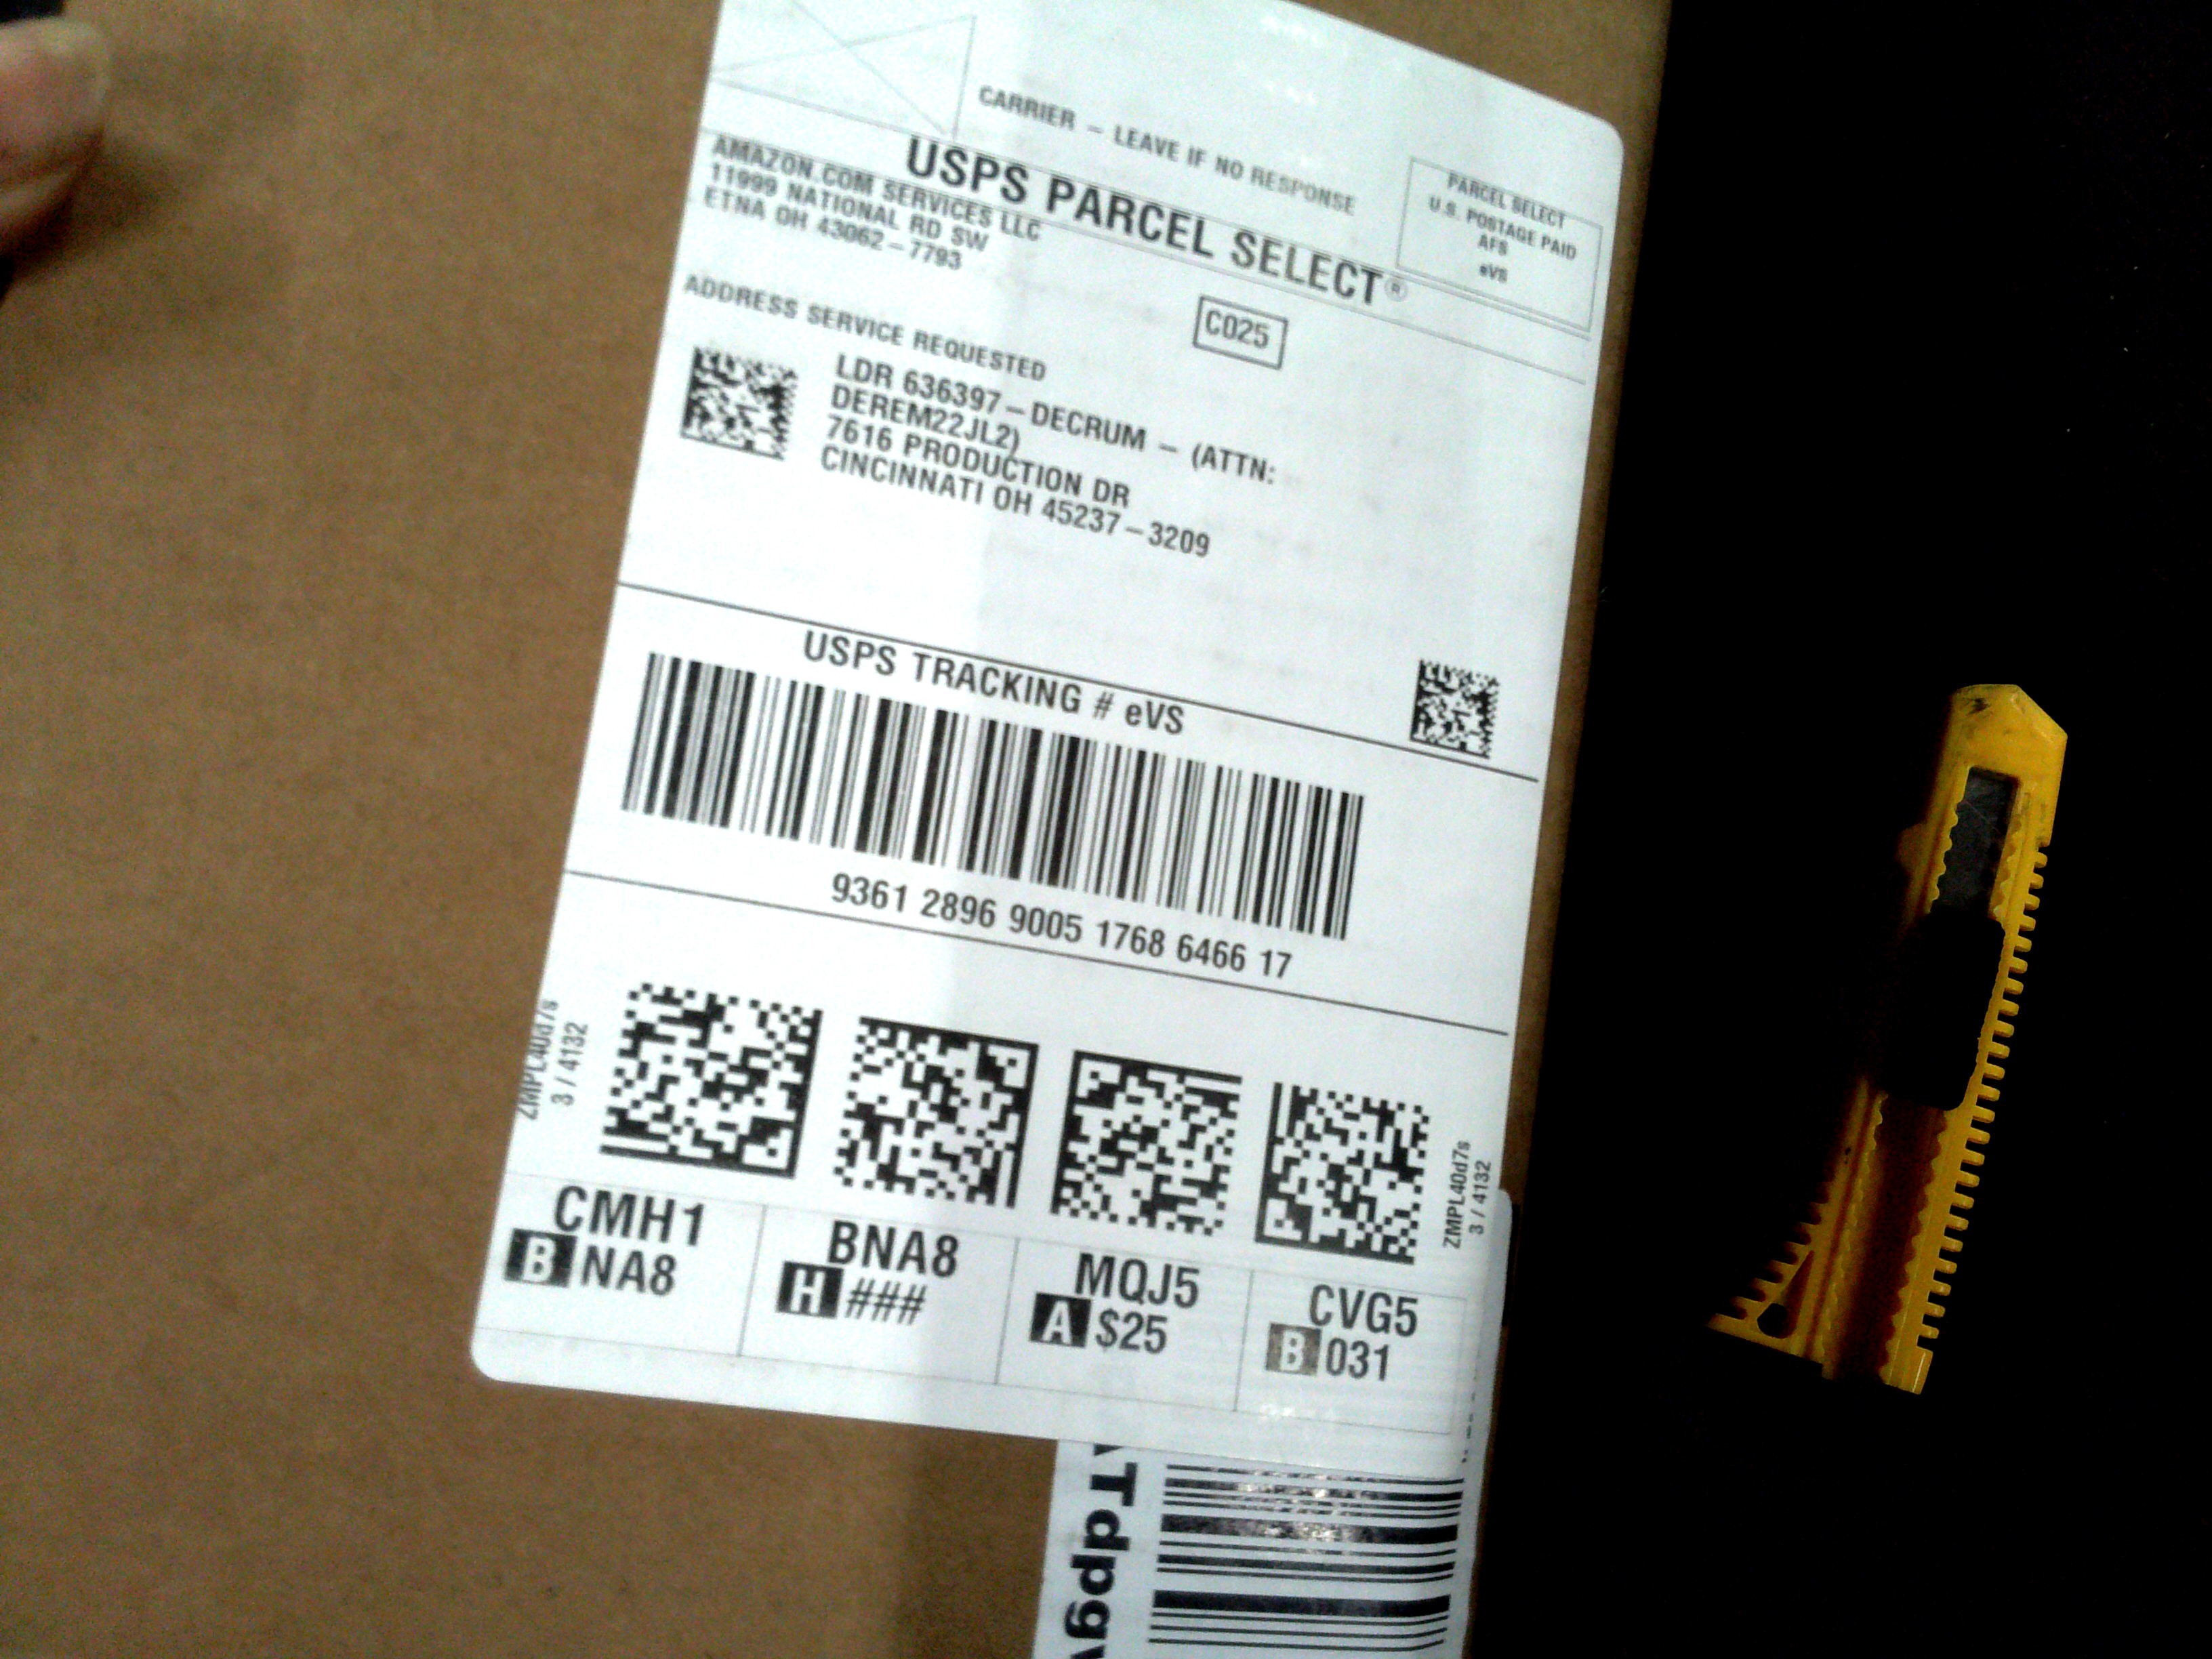 CARRIER – LEAVE IF NO RESPONSE
PARCEL SELECT
U.S. POSTAGE PAID
AFS
eVS
USPS PARCEL SELECT®
AMAZON.COM SERVICES LLC
11999 NATIONAL RD SW
ETNA OH 43062–7793
C025
ADDRESS SERVICE REQUESTED
LDR 636397–DECRUM – (ATTN:
DEREM22JL2)
7616 PRODUCTION DR
CINCINNATI OH 45237–3209
USPS TRACKING # eVS
9361 2896 9005 1768 6466 17
ZMPL40d7s
3 / 4132
ZMPL40d7s
3 / 4132
CMH1
B NA8
BNA8
H ###
MQJ5
A $25
CVG5
B 031
Tdpgv